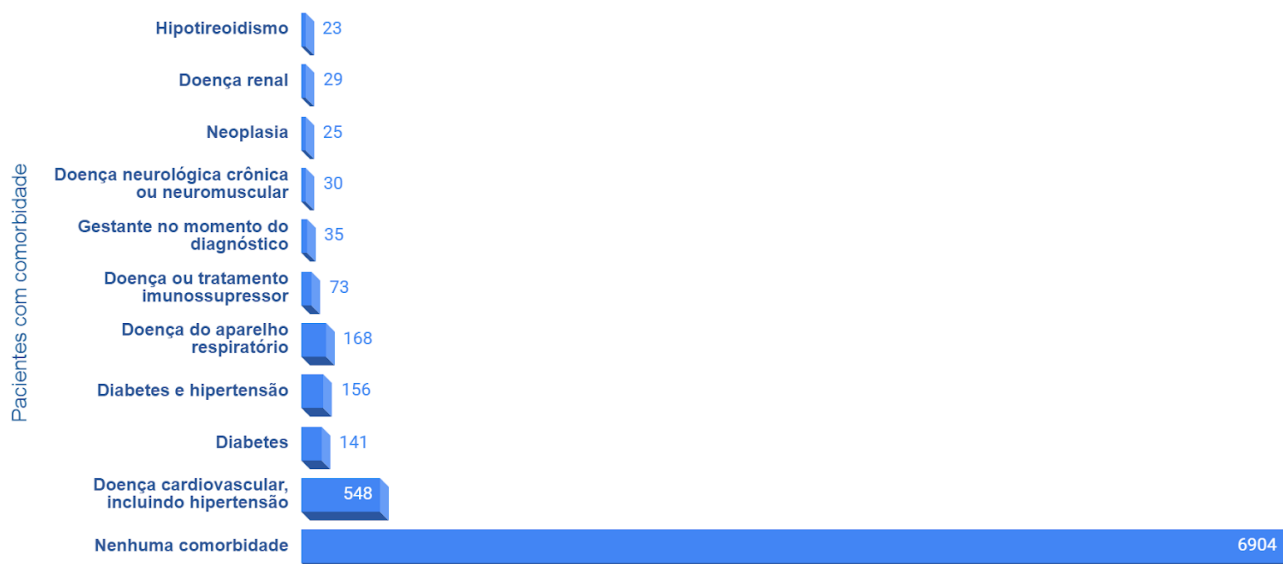 Pacientes com comorbidade
Hipotireoidismo 23
Doença renal 29
Neoplasia 25
Doença neurológica crônica
ou neuromuscular 30
Gestante no momento do
diagnóstico 35
Doença ou tratamento
imunossupressor 73
Doença do aparelho
respiratório 168
Diabetes e hipertensão 156
Diabetes 141
Doença cardiovascular,
incluindo hipertensão 548
Nenhuma comorbidade 6904